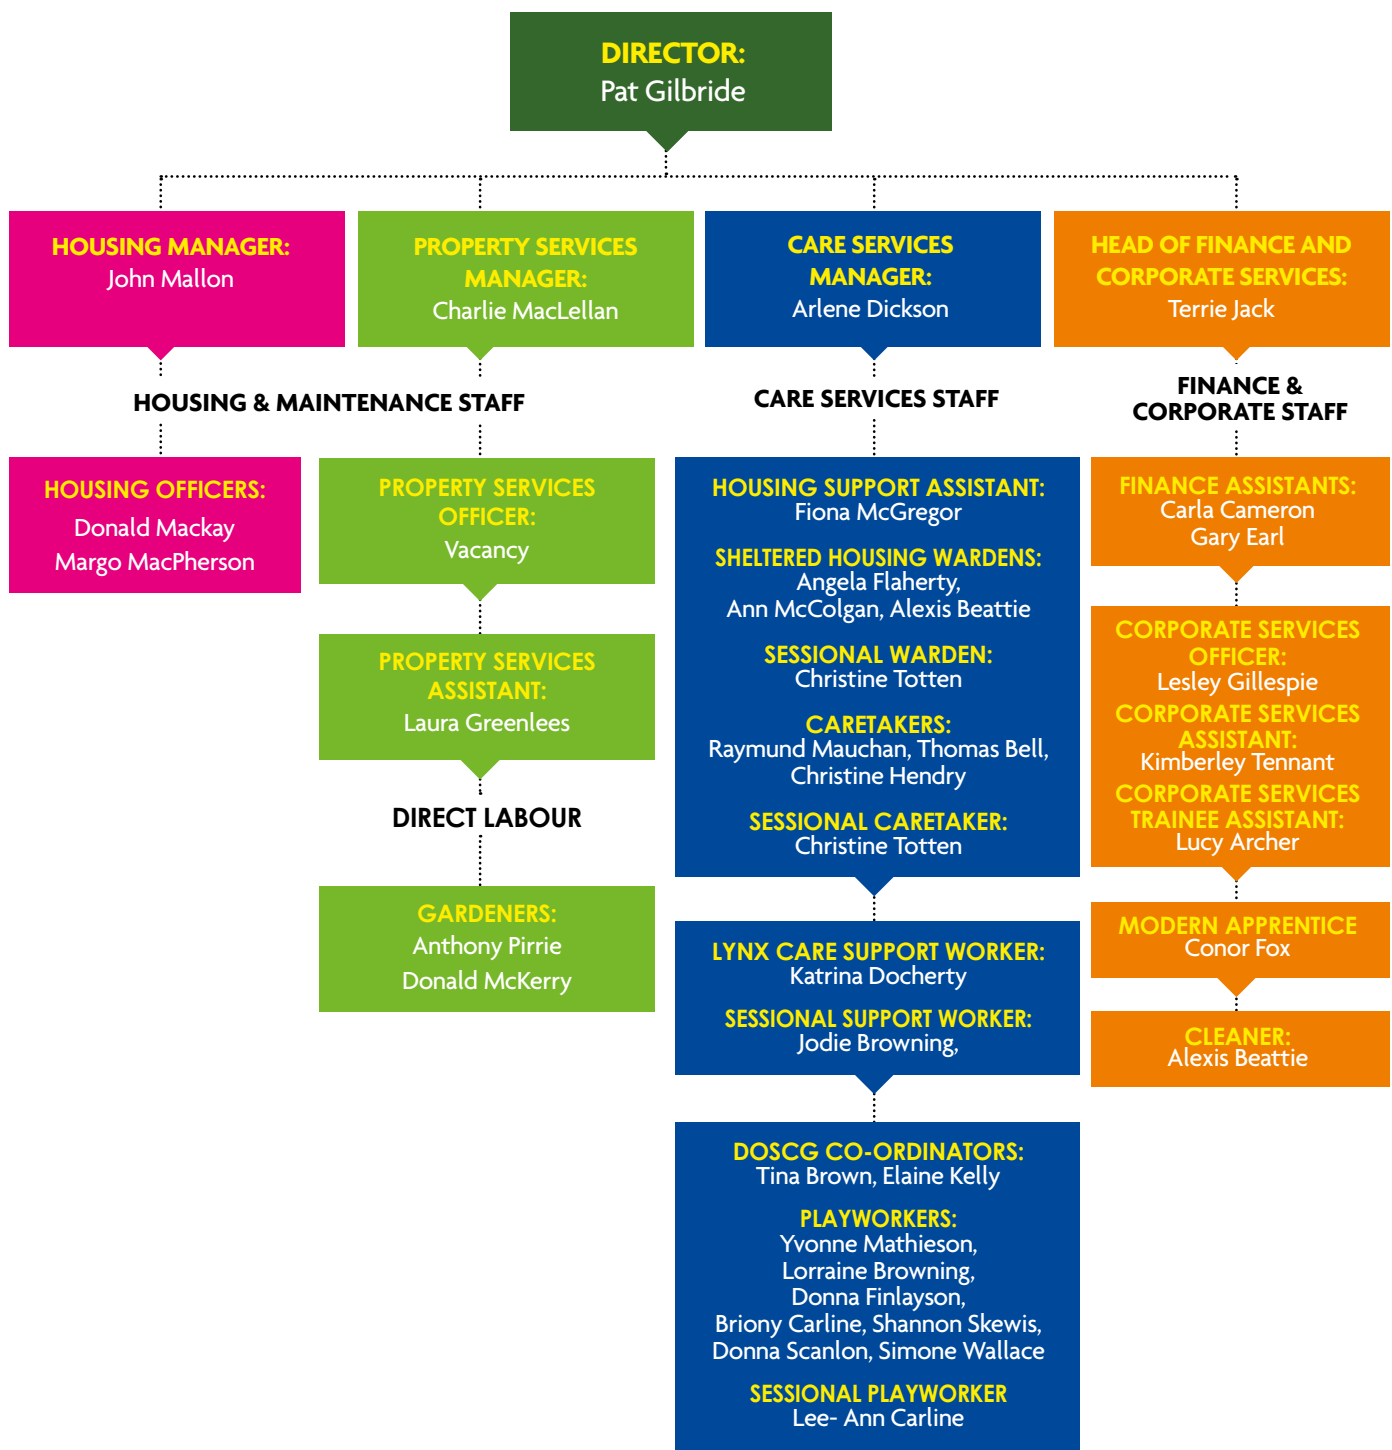 DIRECTOR:
Pat Gilbride
HOUSING MANAGER:
John Mallon
PROPERTY SERVICES
MANAGER:
Charlie MacLellan
CARE SERVICES
MANAGER:
Arlene Dickson
HEAD OF FINANCE AND
CORPORATE SERVICES:
Terrie Jack
HOUSING & MAINTENANCE STAFF
CARE SERVICES STAFF
FINANCE &
CORPORATE STAFF
HOUSING OFFICERS:
Donald Mackay
Margo MacPherson
PROPERTY SERVICES
OFFICER:
Vacancy
PROPERTY SERVICES
ASSISTANT:
Laura Greenlees
DIRECT LABOUR
GARDENERS:
Anthony Pirrie
Donald McKerry
HOUSING SUPPORT ASSISTANT:
Fiona McGregor
SHELTERED HOUSING WARDENS:
Angela Flaherty,
Ann McColgan, Alexis Beattie
SESSIONAL WARDEN:
Christine Totten
CARETAKERS:
Raymund Mauchan, Thomas Bell,
Christine Hendry
SESSIONAL CARETAKER:
Christine Totten
LYNX CARE SUPPORT WORKER:
Katrina Docherty
SESSIONAL SUPPORT WORKER:
Jodie Browning,
DOSCG CO-ORDINATORS:
Tina Brown, Elaine Kelly
PLAYWORKERS:
Yvonne Mathieson,
Lorraine Browning,
Donna Finlayson,
Briony Carline, Shannon Skewis,
Donna Scanlon, Simone Wallace
SESSIONAL PLAYWORKER
Lee- Ann Carline
FINANCE ASSISTANTS:
Carla Cameron
Gary Earl
CORPORATE SERVICES
OFFICER:
Lesley Gillespie
CORPORATE SERVICES
ASSISTANT:
Kimberley Tennant
CORPORATE SERVICES
TRAINEE ASSISTANT:
Lucy Archer
MODERN APPRENTICE
Conor Fox
CLEANER:
Alexis Beattie